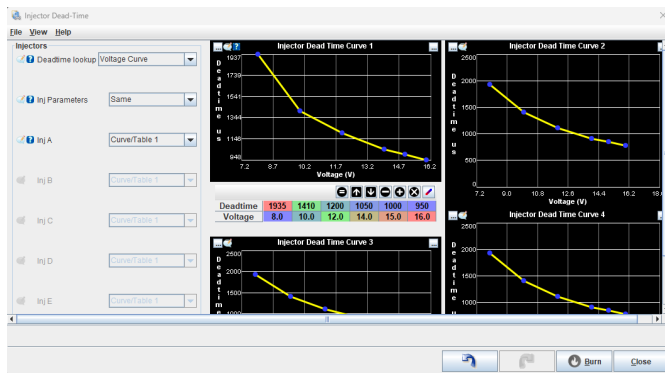 Injector Dead-Time
File View Help
Injectors
Deadtime lookup Voltage Curve
Inj Parameters Same
Inj A Curve/Table 1
Inj B Curve/Table 1
Inj C Curve/Table 1
Inj D Curve/Table 1
Inj E Curve/Table 1
Injector Dead Time Curve 1
Deadtime us
1937
1739
1541
1344
1146
948
7.2 8.7 10.2 11.7 13.2 14.7 16.2
Voltage (V)
Deadtime 1935 1410 1200 1050 1000 950
Voltage 8.0 10.0 12.0 14.0 15.0 16.0
Injector Dead Time Curve 2
Deadtime us
2500
2000
1500
1000
500
0
7.2 9.0 10.8 12.6 14.4 16.2 18.0
Voltage (V)
Injector Dead Time Curve 3
Deadtime
2500
2000
1500
1000
Injector Dead Time Curve 4
Deadtime u
2500
2000
1500
1000
Burn
Close